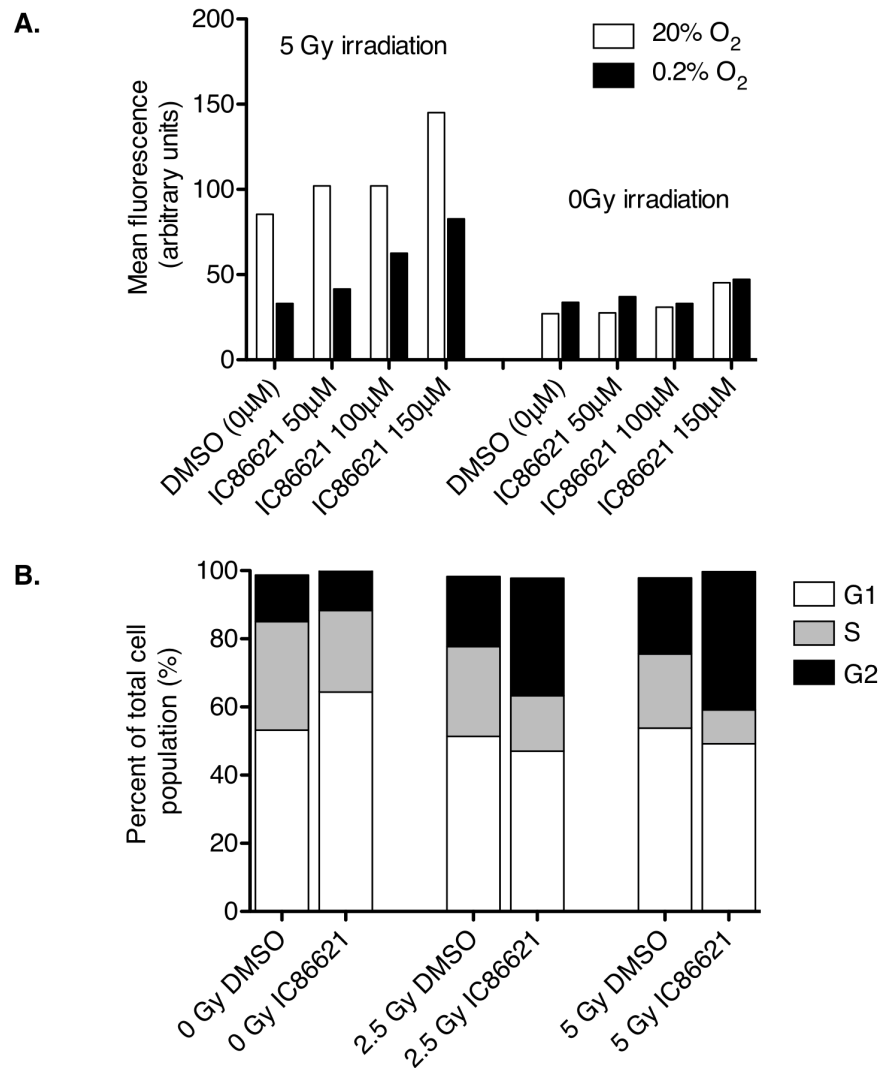 A.
200
150
100
50
0
Mean fluorescence
(arbitrary units)
5 Gy irradiation
20% O2
0.2% O2
0Gy irradiation
DMSO (0µM)
IC86621 50µM
IC86621 100µM
IC86621 150µM
DMSO (0µM)
IC86621 50µM
IC86621 100µM
IC86621 150µM
B.
100
80
60
40
20
0
Percent of total cell
population (%)
G1
S
G2
0 Gy DMSO
0 Gy IC86621
2.5 Gy DMSO
2.5 Gy IC86621
5 Gy DMSO
5 Gy IC86621